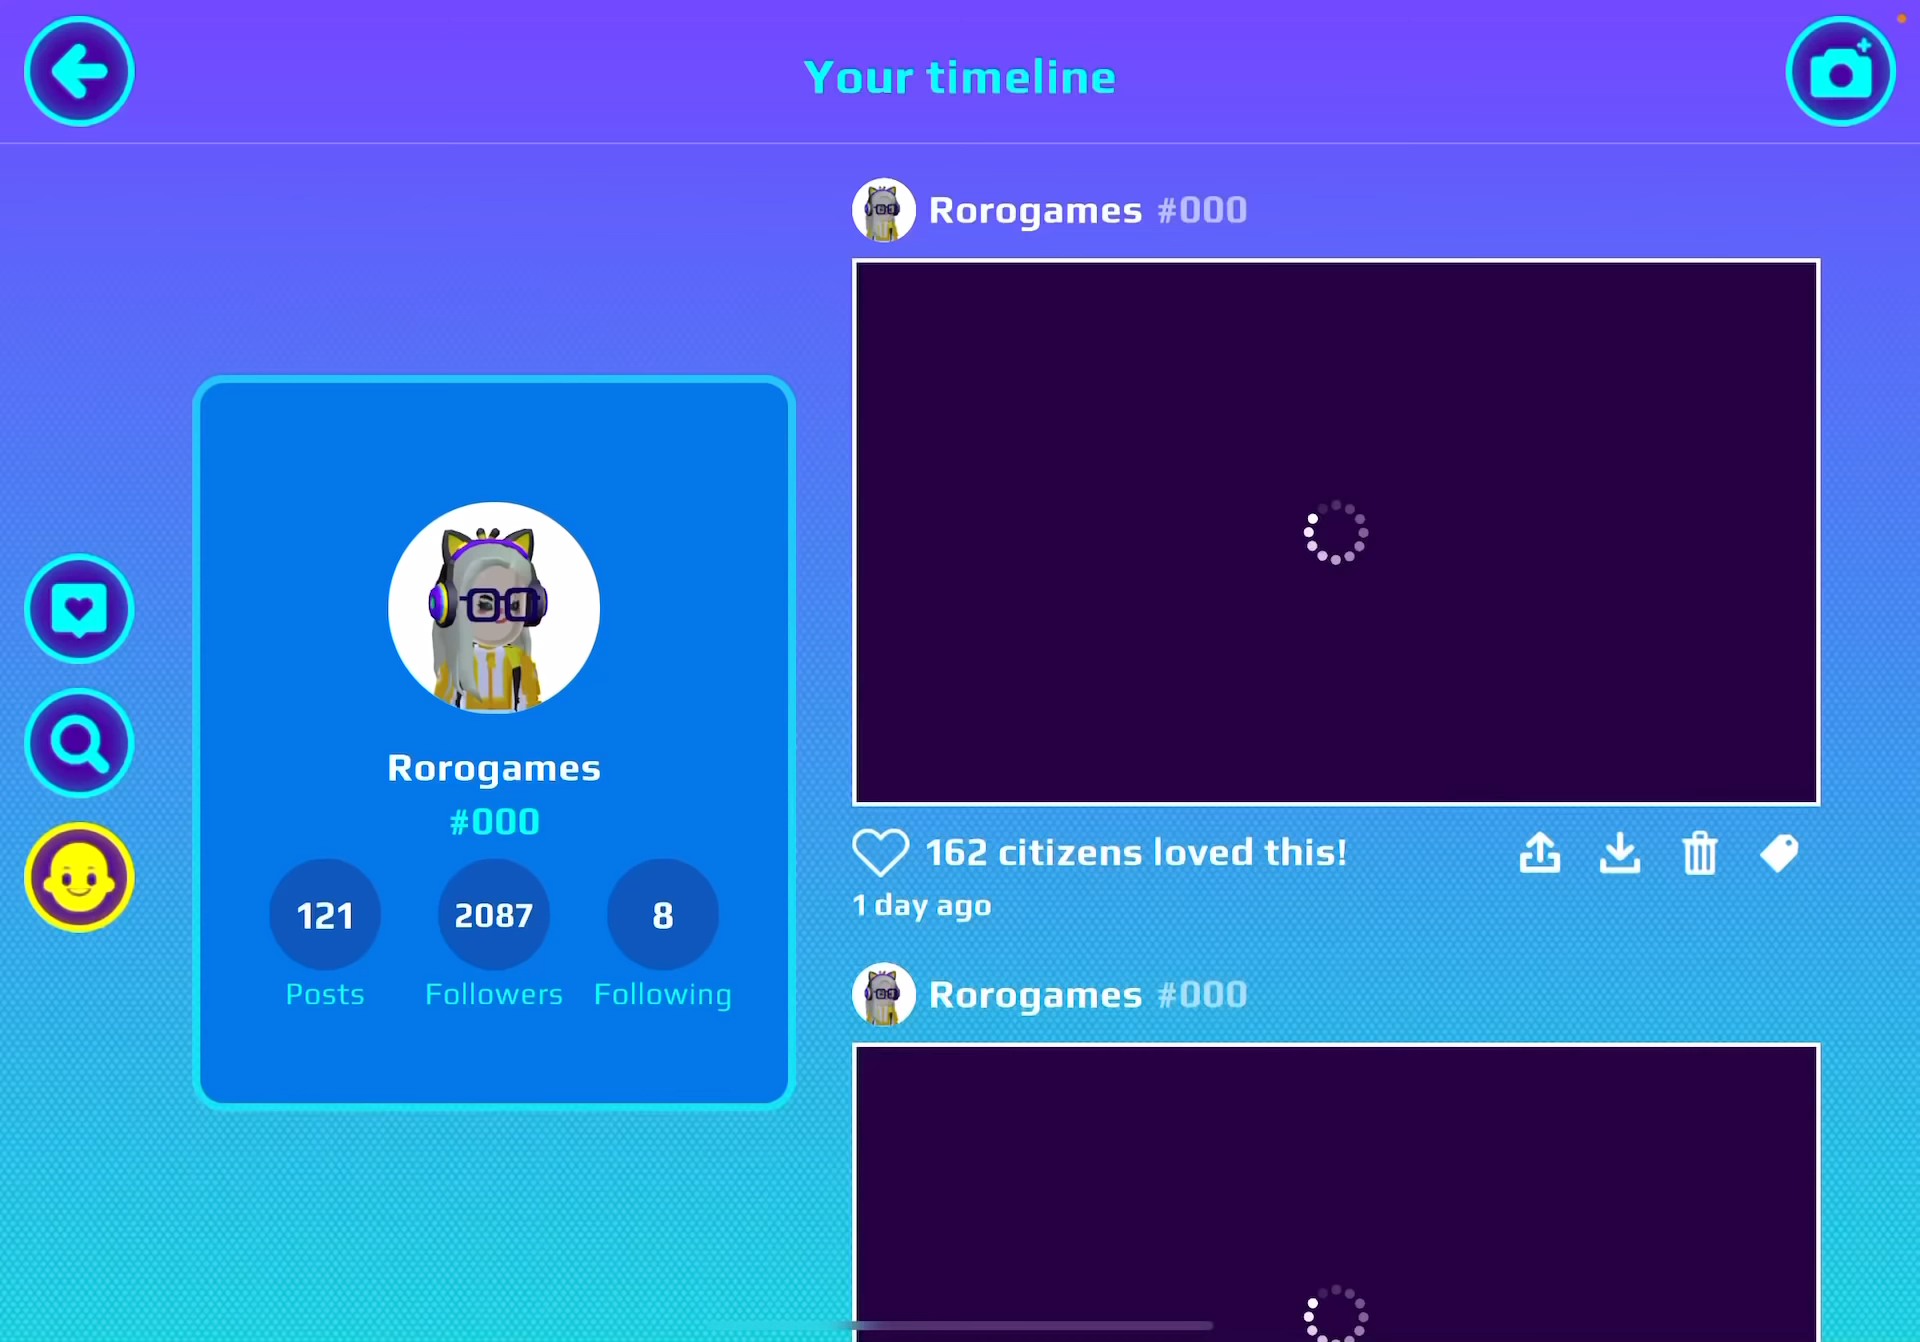 Your timeline
Rorogames
#000
121
2087
8
Posts
Followers
Following
Rorogames #000
162 citizens loved this!
1 day ago
Rorogames #000